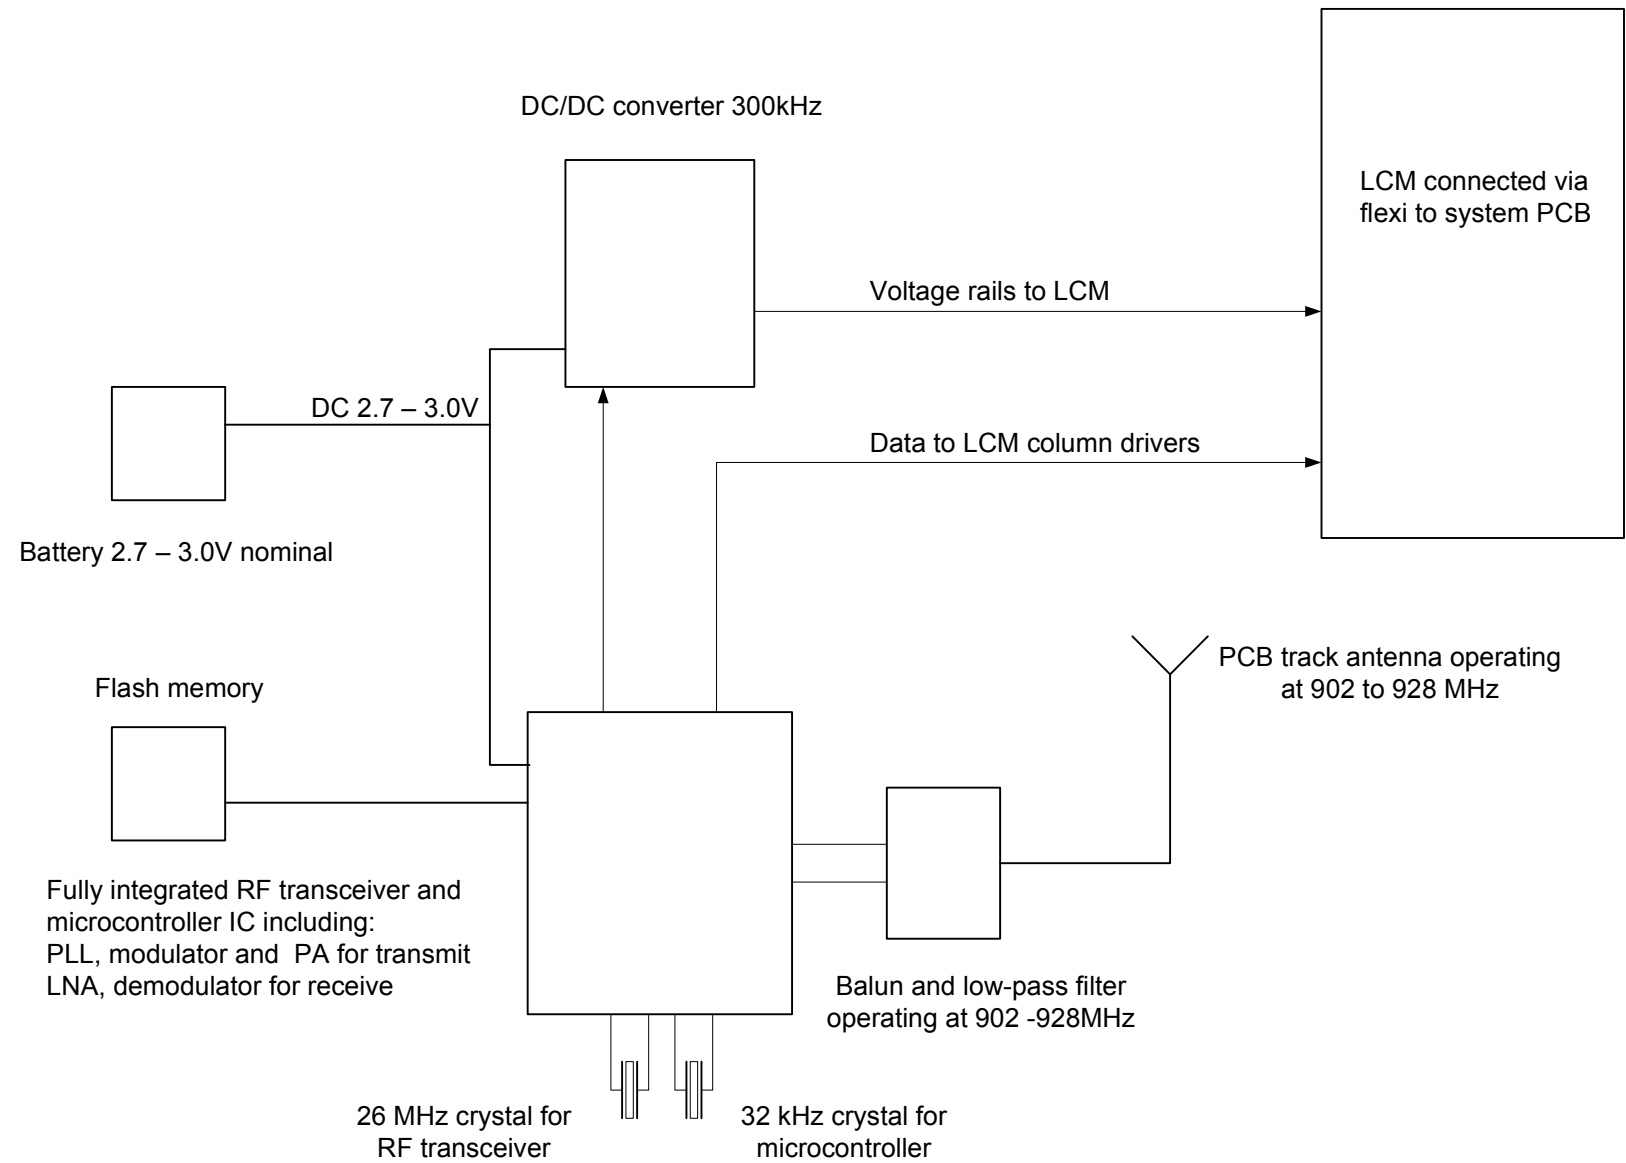 DC/DC converter 300kHz
LCM connected via
flexi to system PCB
Voltage rails to LCM
DC 2.7 – 3.0V
Data to LCM column drivers
Battery 2.7 – 3.0V nominal
PCB track antenna operating
at 902 to 928 MHz
Flash memory
Fully integrated RF transceiver and
microcontroller IC including:
PLL, modulator and  PA for transmit
LNA, demodulator for receive
Balun and low-pass filter
operating at 902 -928MHz
26 MHz crystal for
RF transceiver
32 kHz crystal for
microcontroller